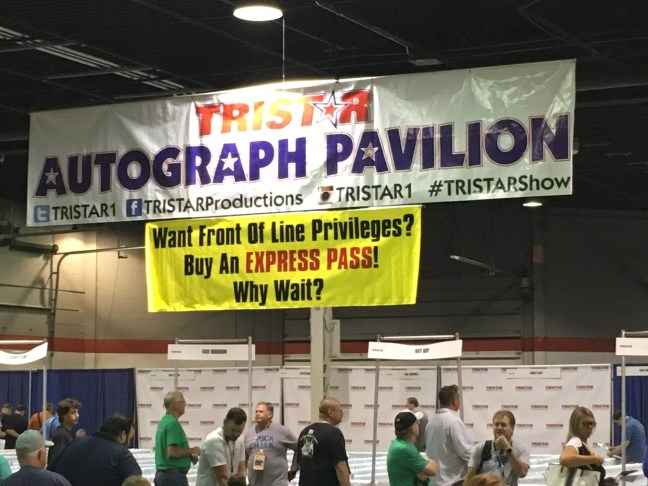 TRISTAR
AUTOGRAPH PAVILION
TRISTAR1 TRISTARProductions TRISTAR1 #TRISTARShow
Want Front Of Line Privileges?
Buy An EXPRESS PASS!
Why Wait?